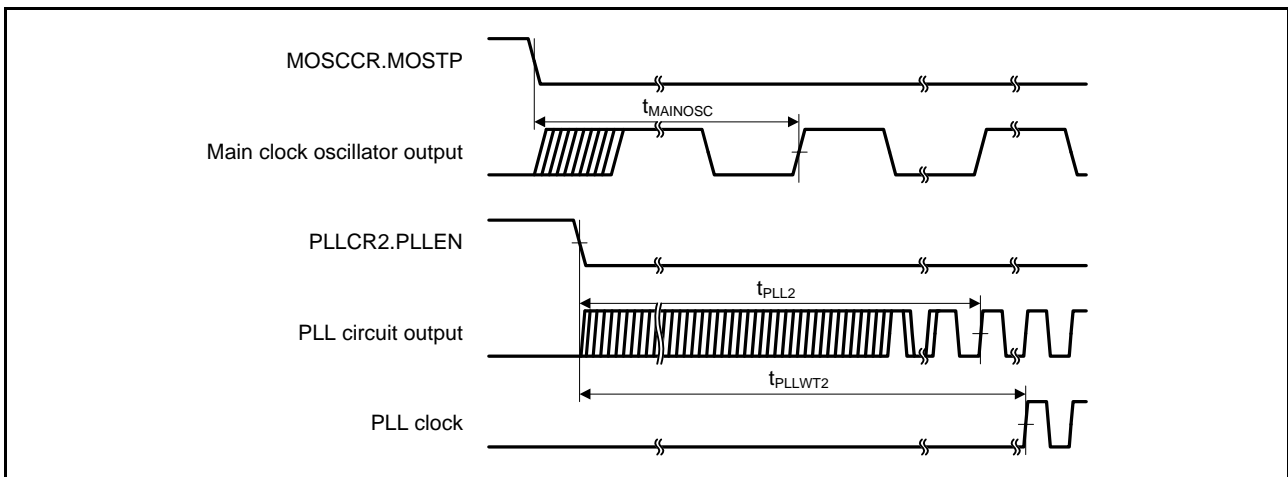 MOSCCR.MOSTP
tMAINOSC
Main clock oscillator output
PLLCR2.PLLEN
tPLL2
PLL circuit output
tPLLWT2
PLL clock